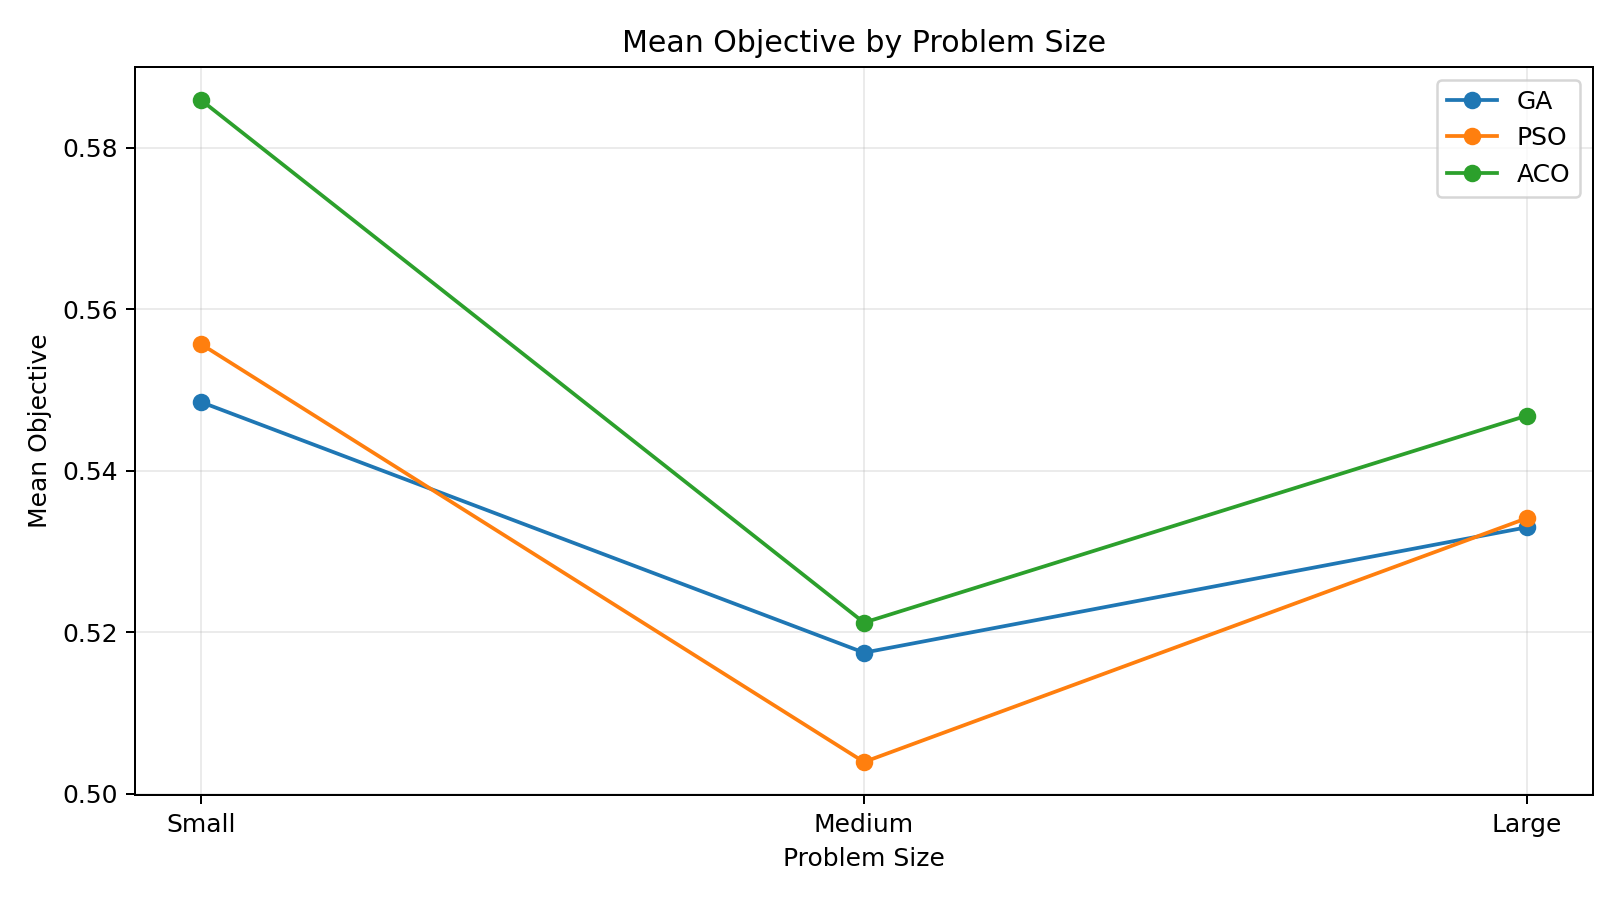 Mean Objective by Problem Size
GA
PSO
ACO
0.58
0.56
0.54
0.52
0.50
Mean Objective
Small
Medium
Large
Problem Size